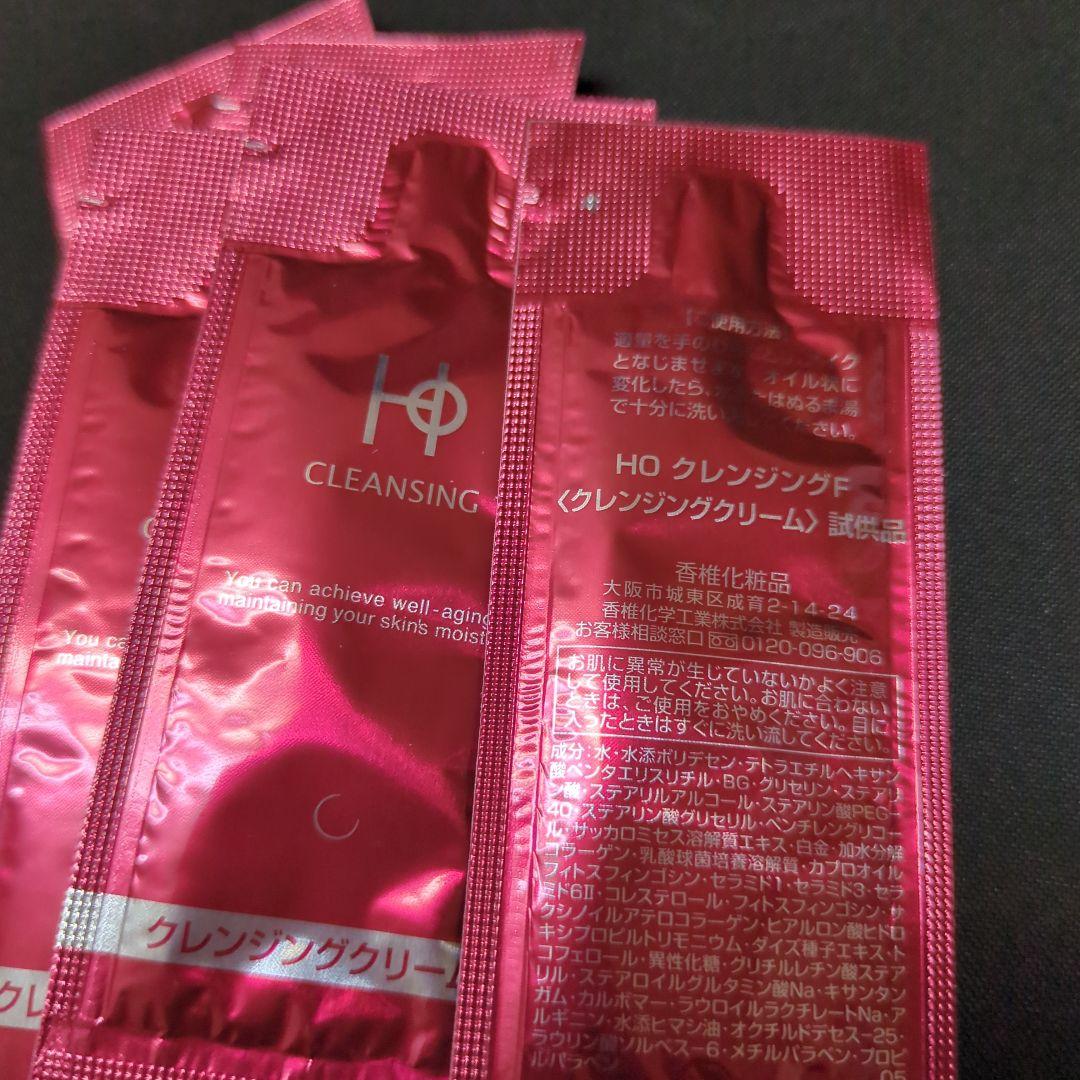 HO
CLEANSING
You can achieve well-aging
maintaining your skin's moist
クレンジングクリーム
You ca
maintai
クレ
使用方法
適量を手の
となじませ オイル状に
変化したら、 はぬるま湯
で十分に洗い ください。
HO クレンジングF
〈クレンジングクリーム〉試供品
香椎化粧品
大阪市城東区成育2-14-24
香椎化学工業株式会社 製造販売
お客様相談窓口 0120-096-906
お肌に異常が生じていないかよく注意
して使用してください。お肌に合わない
ときは、ご使用をおやめください。目に
入ったときはすぐに洗い流してください。
成分:水・水添ポリデセン・テトラエチルヘキサン
酸ペンタエリスリチル・BG・グリセリン・ステアリ
ン酸・ステアリルアルコール・ステアリン酸PEG-
40・ステアリン酸グリセリル・ペンチレングリコー
ル・サッカロミセス溶解質エキス・白金・加水分解
コラーゲン・乳酸球菌培養溶解質・カプロオイル
フィトスフィンゴシン・セラミド1・セラミド3・セラ
ミド6II・コレステロール・フィトスフィンゴシン・サ
クシノイルアテロコラーゲン・ヒアルロン酸ヒドロ
キシプロピルトリモニウム・ダイズ種子エキス・ト
コフェロール・異性化糖・グリチルレチン酸ステア
リル・ステアロイルグルタミン酸Na・キサンタン
ガム・カルボマー・ラウロイルラクチレートNa・ア
ルギニン・水添ヒマシ油・オクチルドデセス-25・
ラウリン酸ソルベス-6・メチルパラベン・プロピ
ルパラベ
05